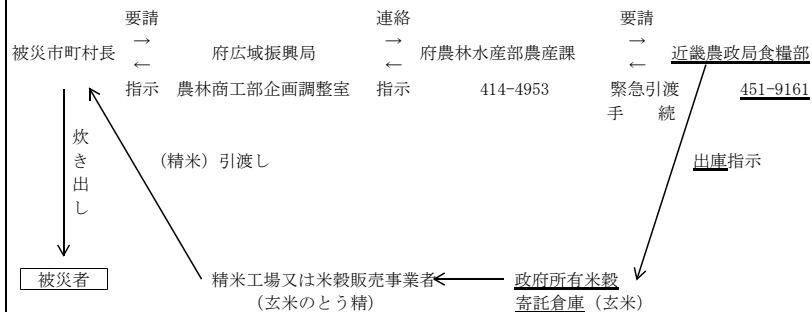 要請 連絡 要請
被災市町村長 → ← 府広域振興局 → ← 府農林水産部農産課 → ← 近畿農政局食糧部
指示 農林商工部企画調整室 指示 414-4953 緊急引渡 451-9161
手続
炊き出し
(精米)引渡し 出庫指示
被災者 精米工場又は米穀販売事業者 政府所有米穀
(玄米のとう精) 寄託倉庫(玄米)